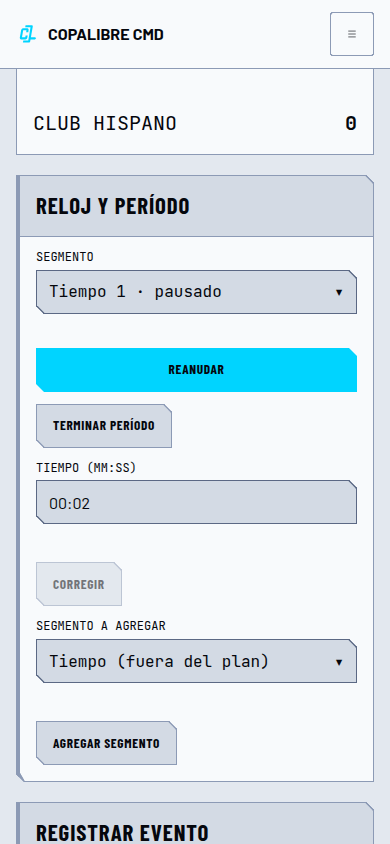 COPALIBRE CMD
CLUB HISPANO 0
RELOJ Y PERÍODO
SEGMENTO
Tiempo 1 · pausado
REANUDAR
TERMINAR PERÍODO
TIEMPO (MM:SS)
00:02
CORREGIR
SEGMENTO A AGREGAR
Tiempo (fuera del plan)
AGREGAR SEGMENTO
REGISTRAR EVENTO